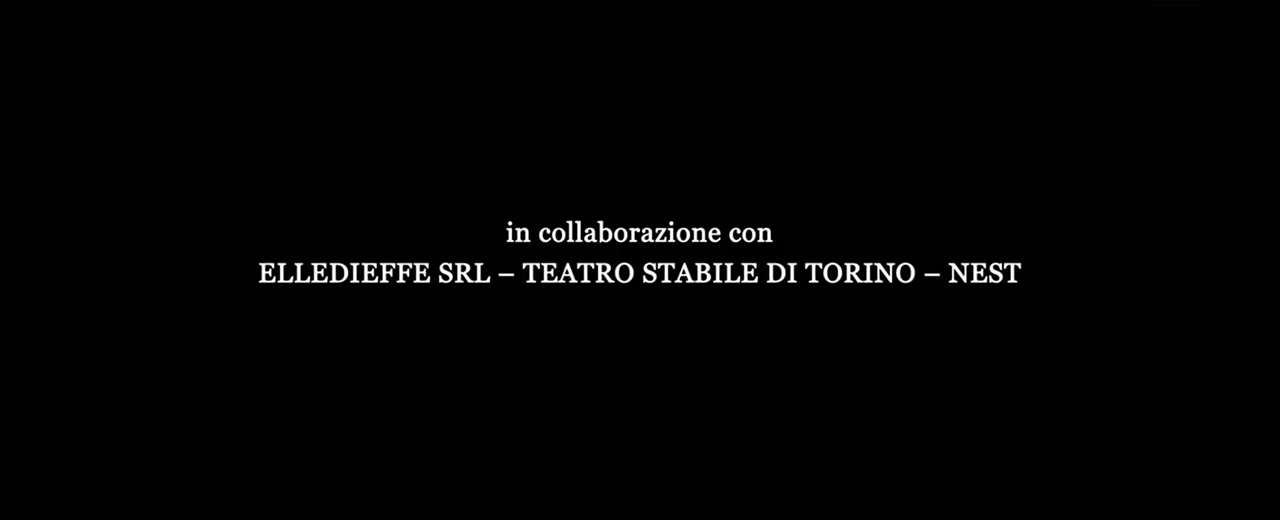 in collaborazione con
ELLEDIEFFE SRL – TEATRO STABILE DI TORINO – NEST